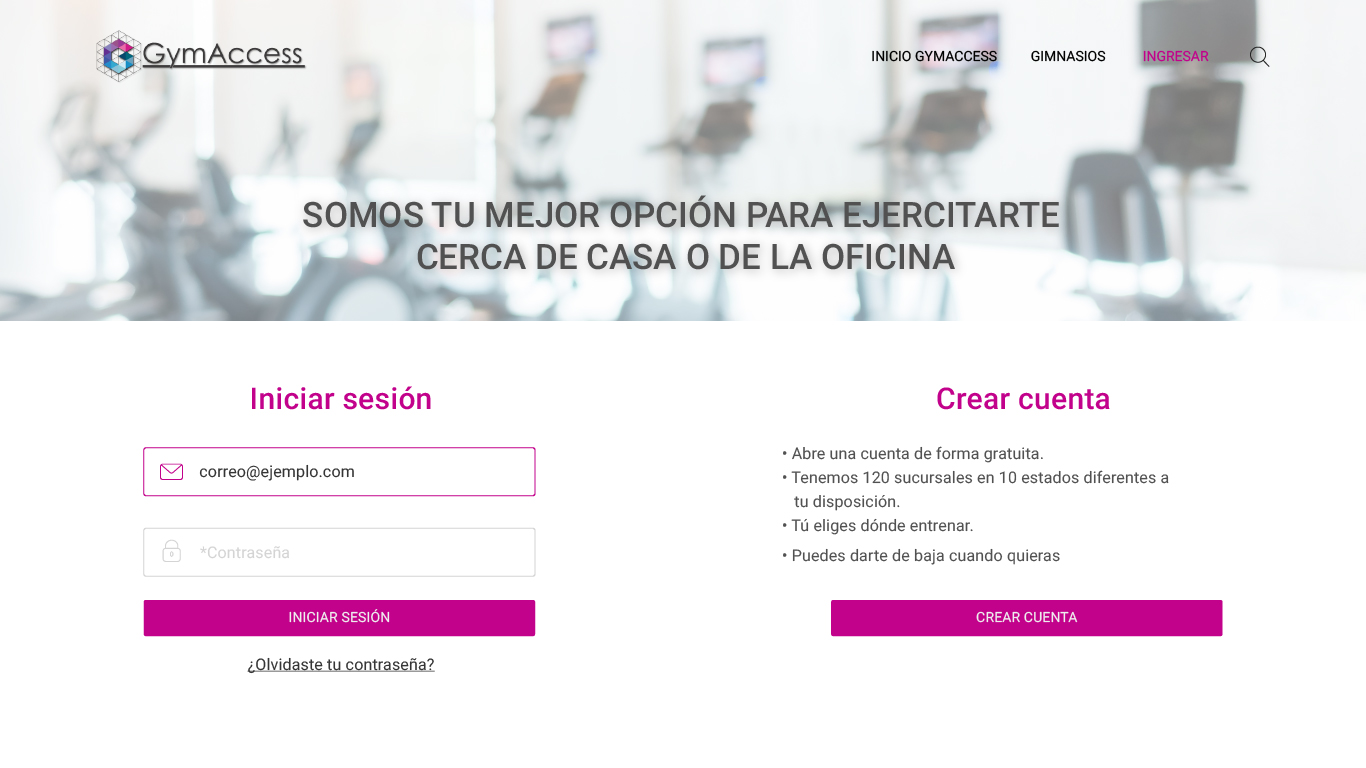 GymAccess
INICIO GYMACCESS
GIMNASIOS
INGRESAR
SOMOS TU MEJOR OPCIÓN PARA EJERCITARTE
CERCA DE CASA O DE LA OFICINA
Iniciar sesión
correo@ejemplo.com
*Contraseña
INICIAR SESIÓN
¿Olvidaste tu contraseña?
Crear cuenta
• Abre una cuenta de forma gratuita.
• Tenemos 120 sucursales en 10 estados diferentes a
tu disposición.
• Tú eliges dónde entrenar.
• Puedes darte de baja cuando quieras
CREAR CUENTA